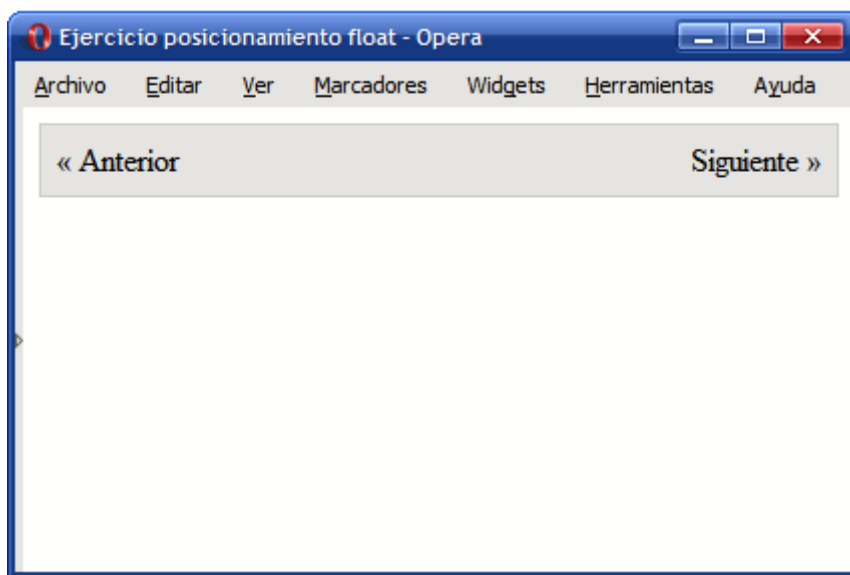 Ejercicio posicionamiento float - Opera
Archivo Editar Ver Marcadores Widgets Herramientas Ayuda
« Anterior Siguiente »